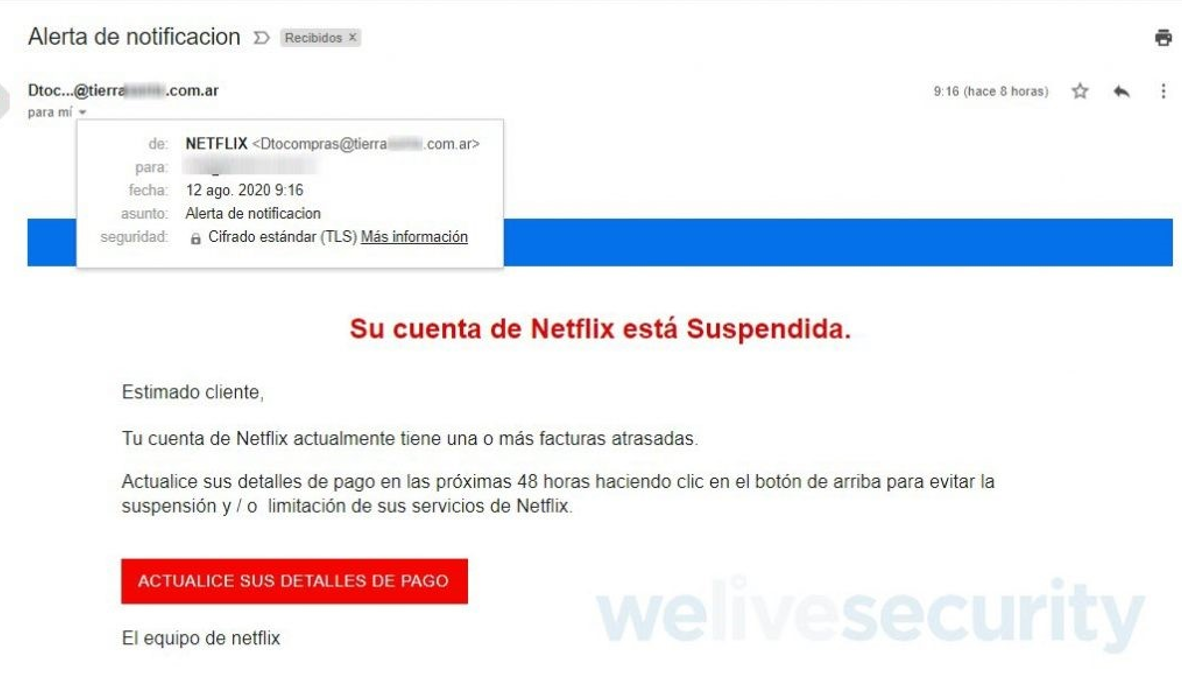 Alerta de notificacion Recibidos x
Dtoc...@tierra .com.ar
9:16 (hace 8 horas)
para mí
de: NETFLIX <Dtocompras@tierra .com.ar>
para:
fecha: 12 ago. 2020 9:16
asunto: Alerta de notificacion
seguridad: Cifrado estándar (TLS) Más información
Su cuenta de Netflix está Suspendida.
Estimado cliente,
Tu cuenta de Netflix actualmente tiene una o más facturas atrasadas.
Actualice sus detalles de pago en las próximas 48 horas haciendo clic en el botón de arriba para evitar la
suspensión y / o limitación de sus servicios de Netflix.
ACTUALICE SUS DETALLES DE PAGO
El equipo de netflix
welivesecurity